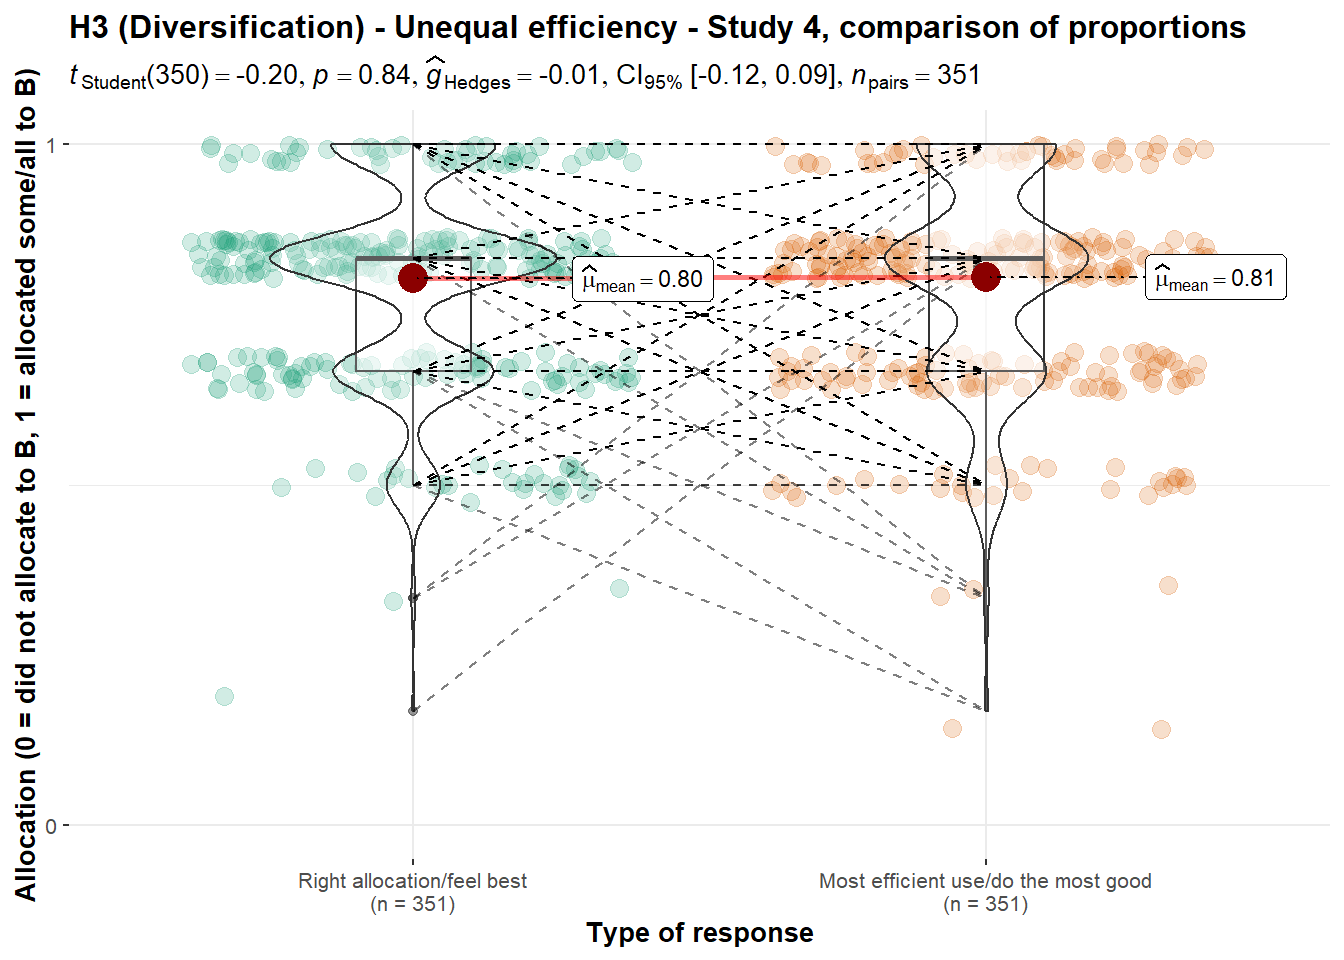 H3 (Diversification) - Unequal efficiency - Study 4, comparison of proportions
t Student(350) = -0.20, p = 0.84, ĝ Hedges = -0.01, CI95% [-0.12, 0.09], n pairs = 351
Allocation (0 = did not allocate to B, 1 = allocated some/all to B)
1
0
μ̂ mean = 0.80
μ̂ mean = 0.81
Right allocation/feel best
(n = 351)
Most efficient use/do the most good
(n = 351)
Type of response